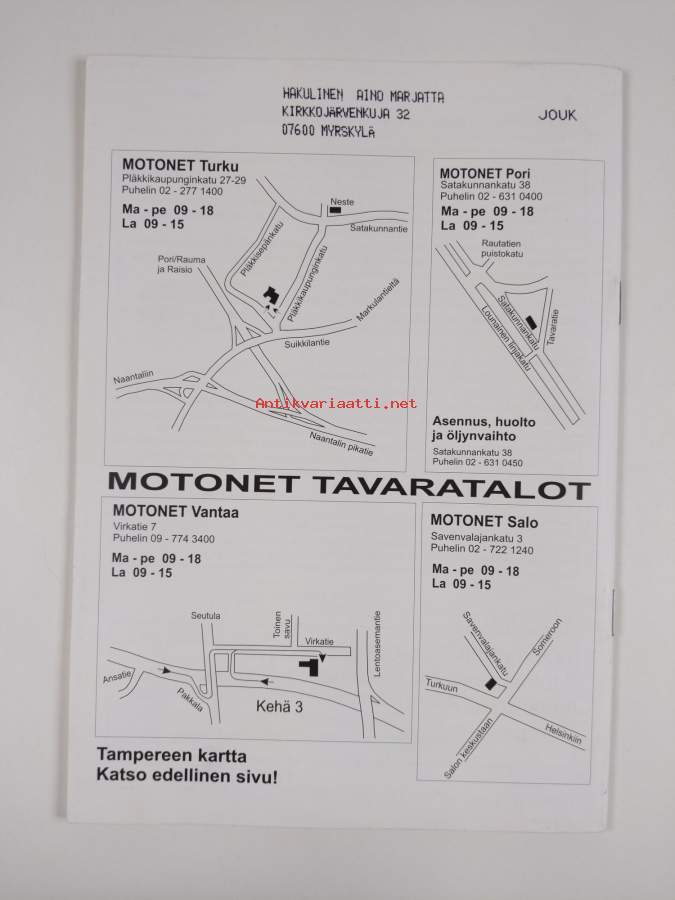 HAKULINEN AINO MARJATTA
KIRKKOJÄRVENKUJA 32
07600 MYRSKYLÄ
JOUK
MOTONET Turku
Pläkkikaupunginkatu 27-29
Puhelin 02 - 277 1400
Ma - pe 09 - 18
La 09 - 15
Neste
Satakunnantie
Pläkkisepänkatu
Pläkkikaupunginkatu
Pori/Rauma
ja Raisio
Markulantieltä
Suikkilantie
Naantaliin
Naantalin pikatie
MOTONET Pori
Satakunnankatu 38
Puhelin 02 - 631 0400
Ma - pe 09 - 18
La 09 - 15
Rautatien
puistokatu
Satakunnankatu
Lounainen linjakatu
Tavaratie
Asennus, huolto
ja öljynvaihto
Satakunnankatu 38
Puhelin 02 - 631 0450
Antikvariaatti.net
MOTONET TAVARATALOT
MOTONET Vantaa
Virkatie 7
Puhelin 09 - 774 3400
Ma - pe 09 - 18
La 09 - 15
Seutula
Toinen
savu
Virkatie
Lentoasemantie
Ansatie
Pakkala
Kehä 3
MOTONET Salo
Savenvalajankatu 3
Puhelin 02 - 722 1240
Ma - pe 09 - 18
La 09 - 15
Savenvalajankatu
Someroon
Turkuun
Helsinkiin
Salon keskustaan
Tampereen kartta
Katso edellinen sivu!